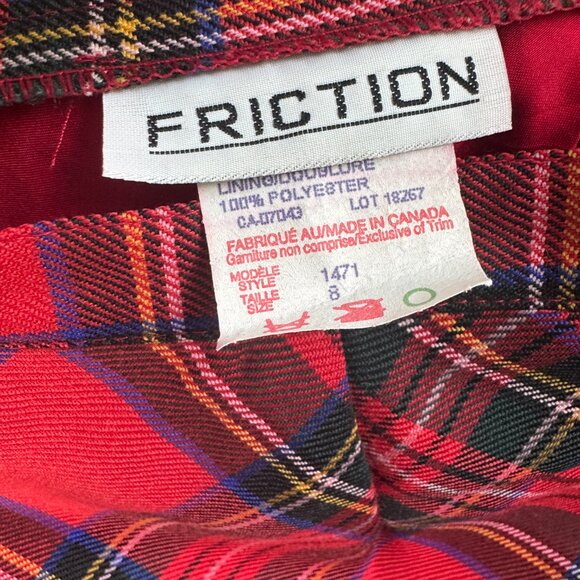 FRICTION
LINING/DOUBLURE
100% POLYESTER
CA-07043 LOT 18267
FABRIQUÉ AU/MADE IN CANADA
Garniture non comprise/Exclusive of Trim
MODÈLE
STYLE 1471
TAILLE
SIZE 8